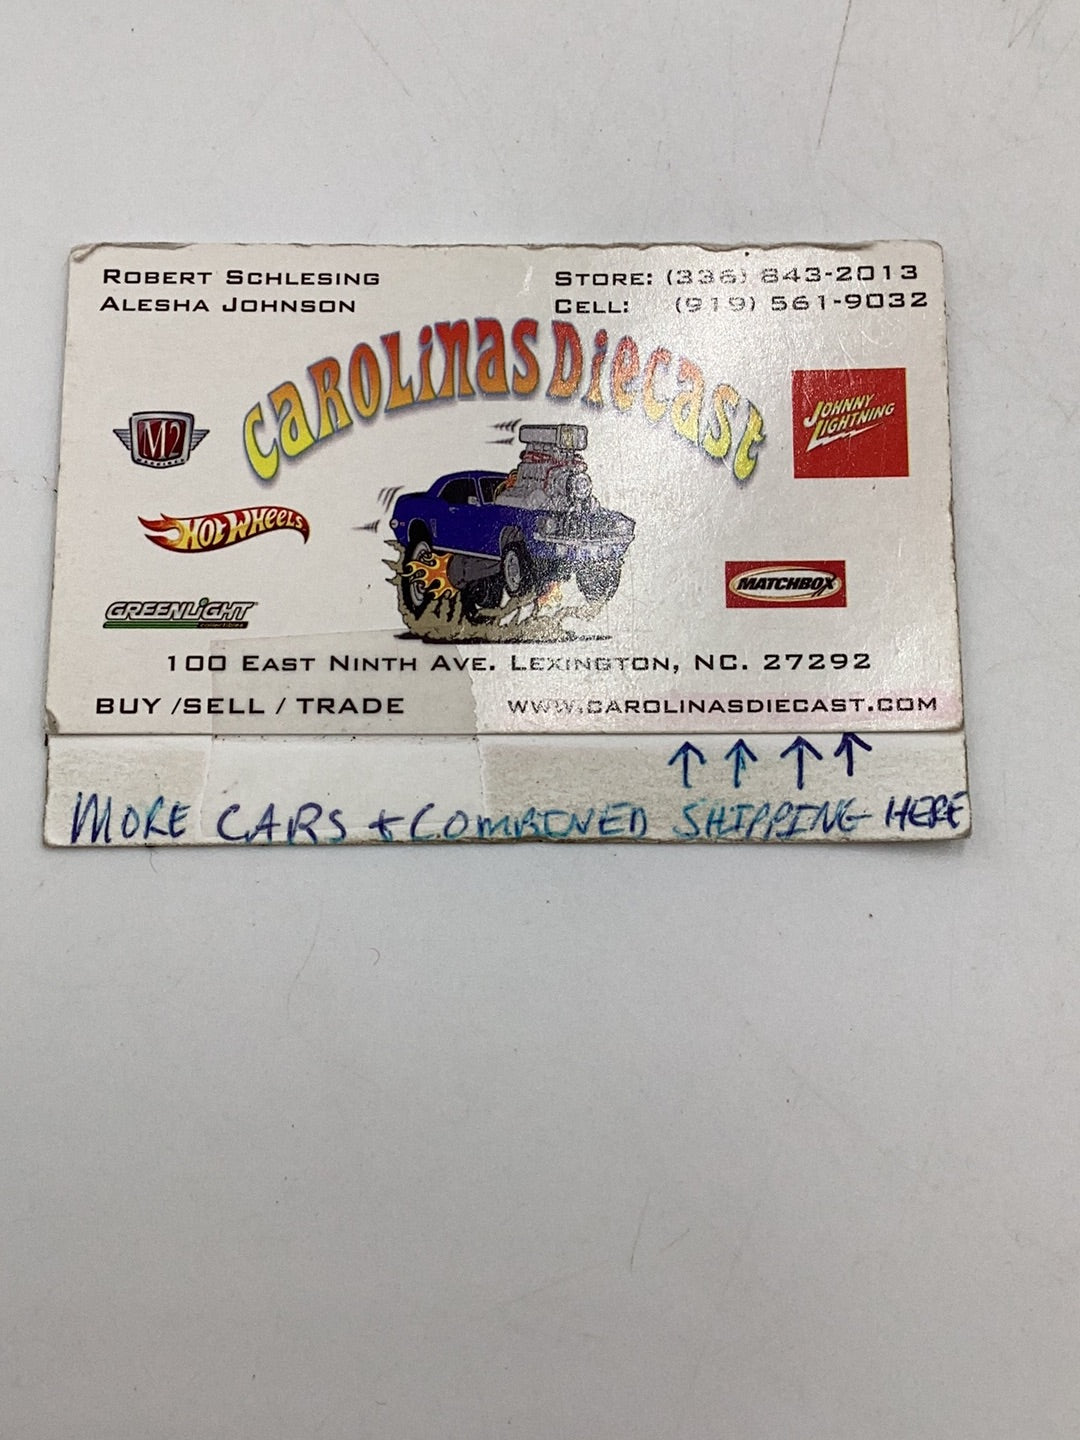 ROBERT SCHLESING
ALESHA JOHNSON
STORE: (336) 843-2013
CELL: (919) 561-9032
CAROLINAS DIECAST
M2
MACHINES
JOHNNY
LIGHTNING
HOT WHEELS
MATCHBOX
GREENLIGHT
collectibles
100 EAST NINTH AVE. LEXINGTON, NC. 27292
BUY /SELL / TRADE
WWW.CAROLINASDIECAST.COM
MORE CARS + COMBINED SHIPPING HERE